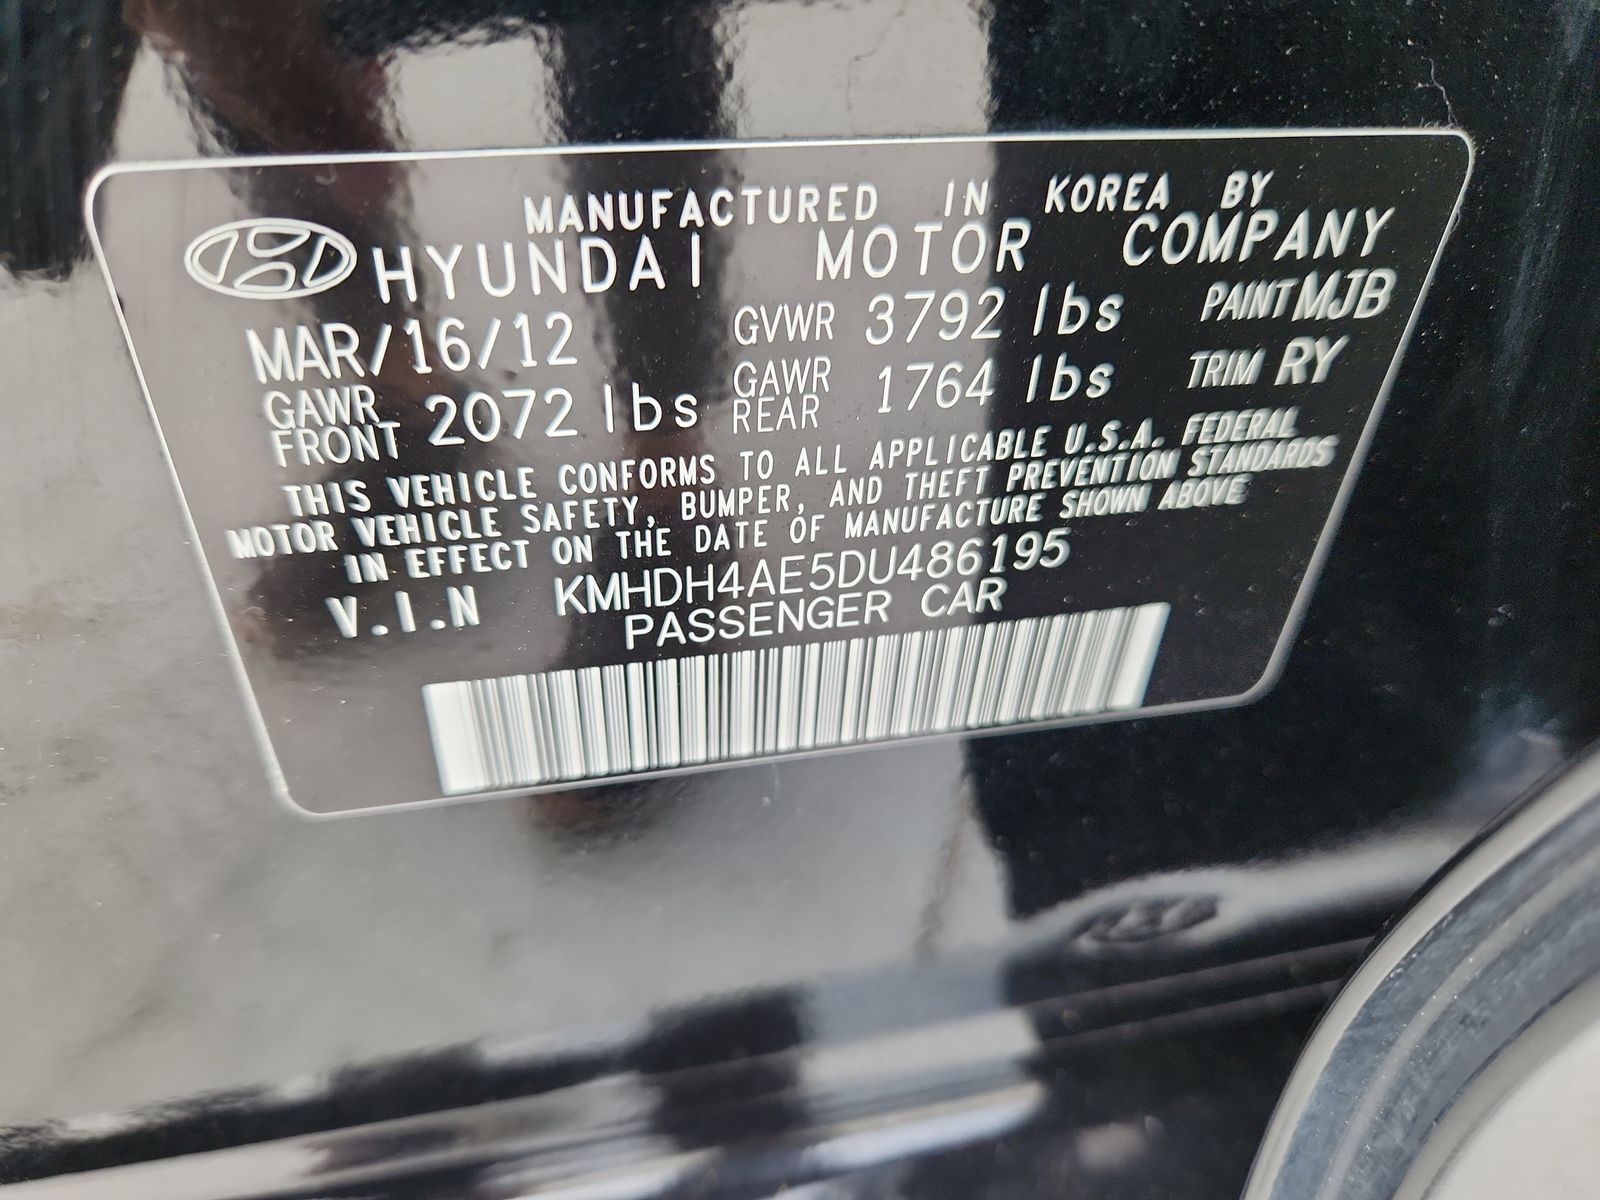 MANUFACTURED IN KOREA BY
HYUNDAI MOTOR COMPANY
MAR/16/12 GVWR 3792 lbs PAINT MJB
GAWR FRONT 2072 lbs GAWR REAR 1764 lbs TRIM RY
THIS VEHICLE CONFORMS TO ALL APPLICABLE U.S.A. FEDERAL
MOTOR VEHICLE SAFETY, BUMPER, AND THEFT PREVENTION STANDARDS
IN EFFECT ON THE DATE OF MANUFACTURE SHOWN ABOVE
V.I.N KMHDH4AE5DU486195
PASSENGER CAR